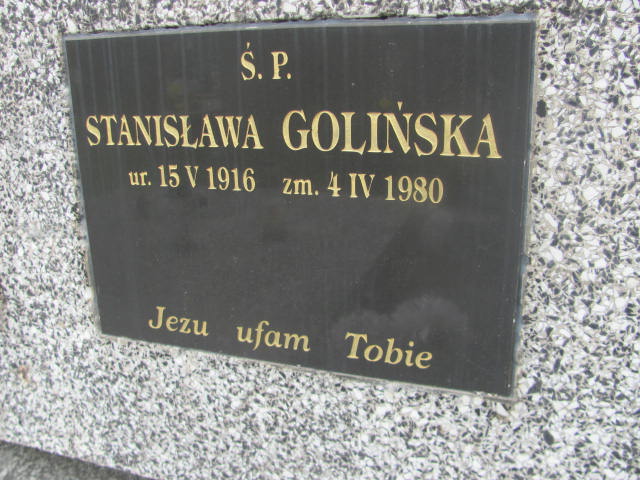 Ś. P.
STANISŁAWA GOLIŃSKA
ur. 15 V 1916 zm. 4 IV 1980
Jezu ufam Tobie